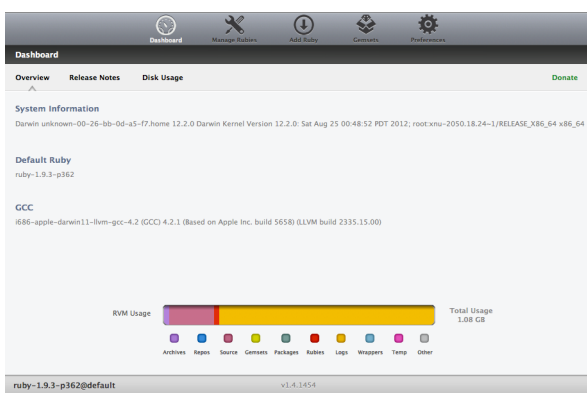 Dashboard Manage Rubies Add Ruby Gemsets Preferences
Dashboard
Overview Release Notes Disk Usage Donate
System Information
Darwin unknown-00-26-bb-0d-a5-f7.home 12.2.0 Darwin Kernel Version 12.2.0: Sat Aug 25 00:48:52 PDT 2012; root:xnu-2050.18.24~1/RELEASE_X86_64 x86_64
Default Ruby
ruby-1.9.3-p362
GCC
i686-apple-darwin11-llvm-gcc-4.2 (GCC) 4.2.1 (Based on Apple Inc. build 5658) (LLVM build 2335.15.00)
RVM Usage
Total Usage
1.08 GB
Archives Repos Source Gemsets Packages Rubies Logs Wrappers Temp Other
ruby-1.9.3-p362@default v1.4.1454